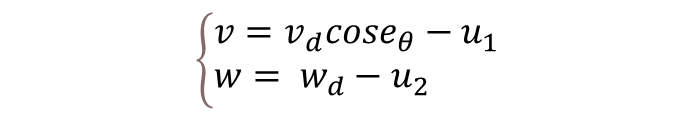 v = v_d cose_θ − u_1
w = w_d − u_2